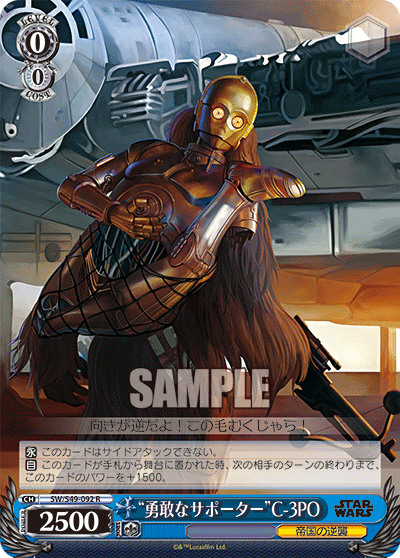 LEVEL
0
0
COST
SAMPLE
向きが逆だよ！この毛むくじゃら！
永 このカードはサイドアタックできない。
自 このカードが手札から舞台に置かれた時、次の相手のターンの終わりまで、
このカードのパワーを＋1500。
CH SW/S49-092 R
POWER
2500
“勇敢なサポーター”C-3PO
STAR
WARS
帝国の逆襲
©&™Lucasfilm Ltd.